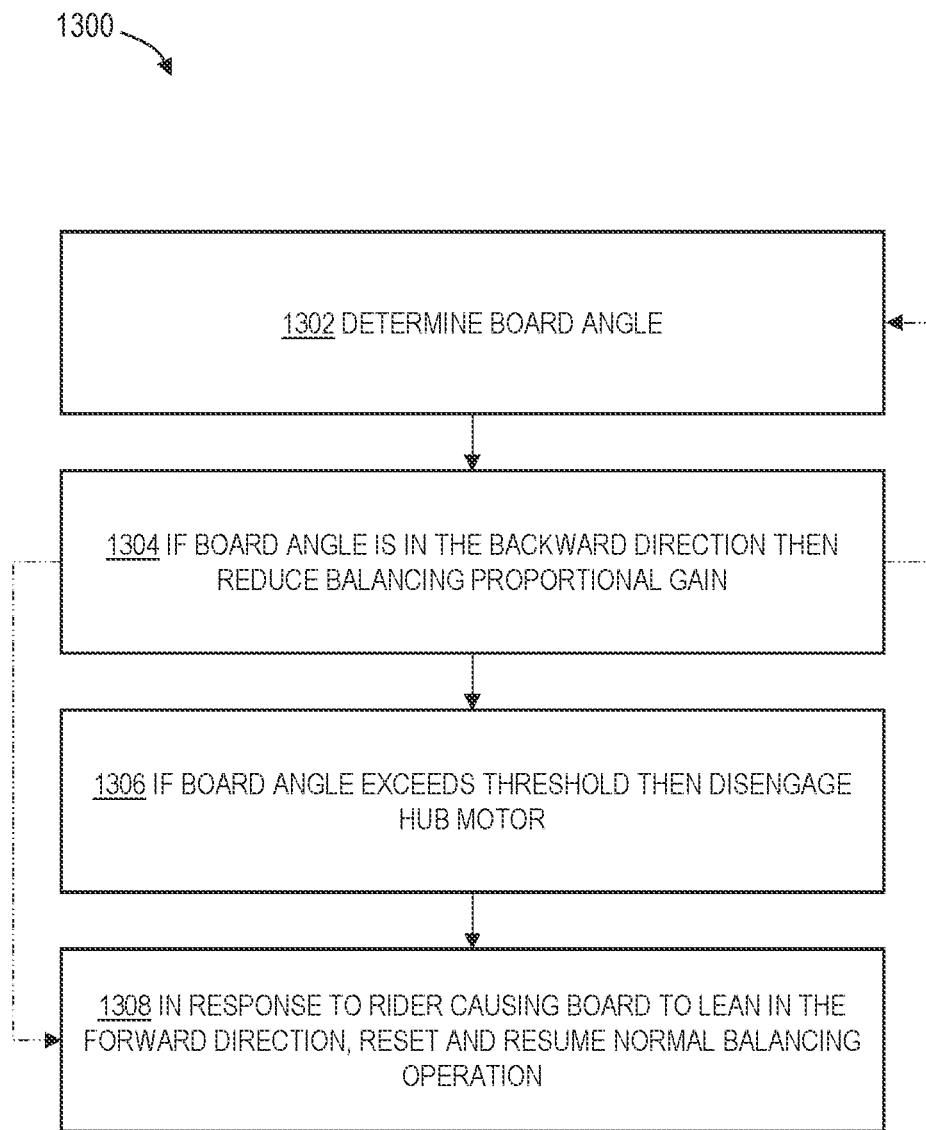 1300
1302 DETERMINE BOARD ANGLE
1304 IF BOARD ANGLE IS IN THE BACKWARD DIRECTION THEN
REDUCE BALANCING PROPORTIONAL GAIN
1306 IF BOARD ANGLE EXCEEDS THRESHOLD THEN DISENGAGE
HUB MOTOR
1308 IN RESPONSE TO RIDER CAUSING BOARD TO LEAN IN THE
FORWARD DIRECTION, RESET AND RESUME NORMAL BALANCING
OPERATION